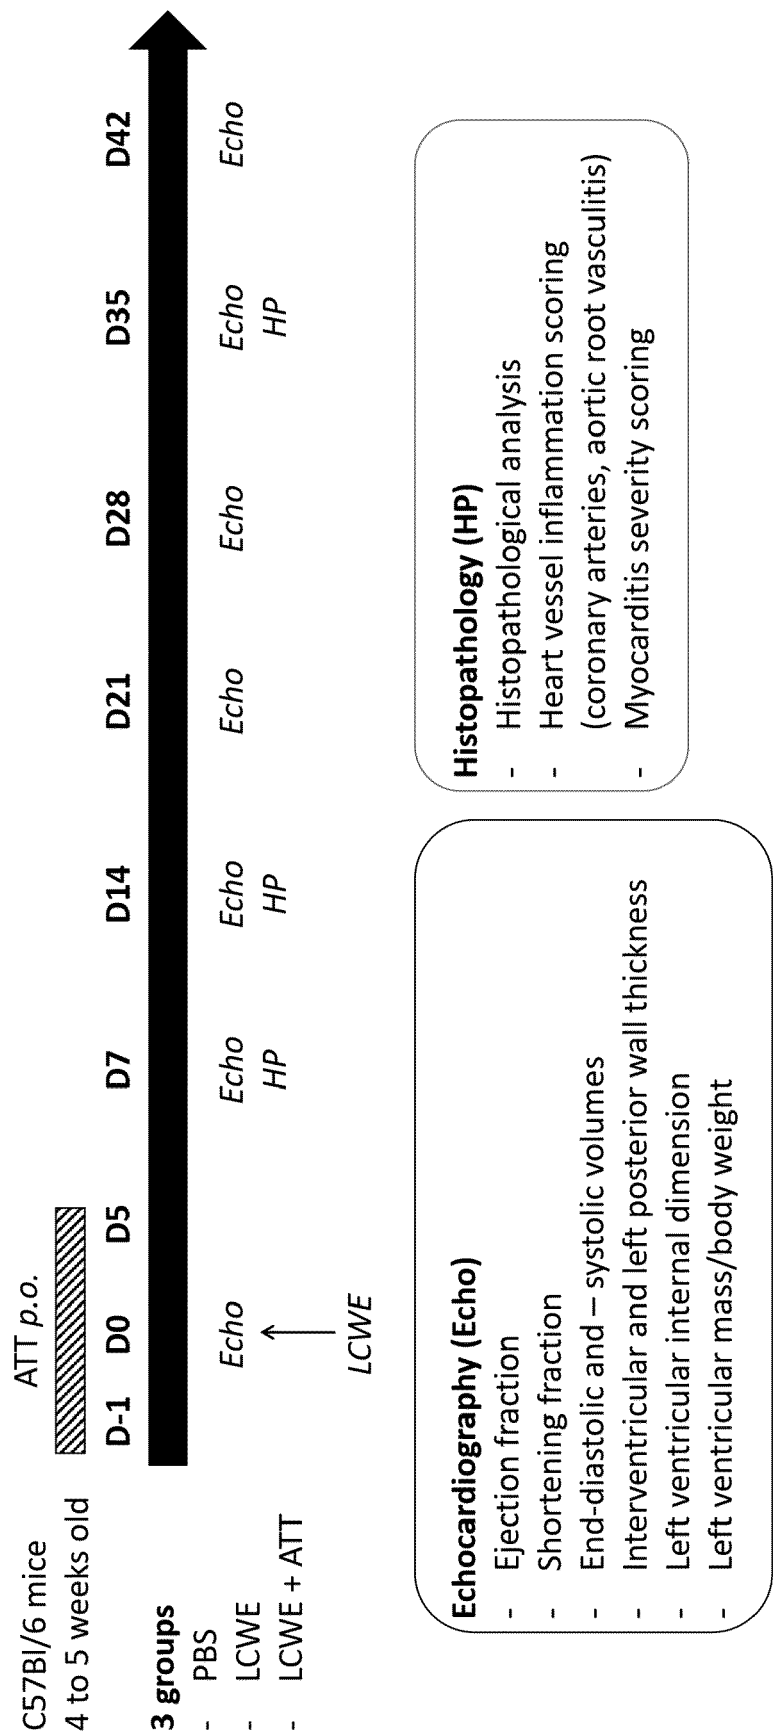 C57Bl/6 mice
4 to 5 weeks old
ATT p.o.
D-1 D0 D5 D7 D14 D21 D28 D35 D42
3 groups
- PBS
- LCWE
- LCWE + ATT
Echo Echo Echo Echo Echo Echo Echo
HP HP HP
LCWE
Echocardiography (Echo)
- Ejection fraction
- Shortening fraction
- End-diastolic and – systolic volumes
- Interventricular and left posterior wall thickness
- Left ventricular internal dimension
- Left ventricular mass/body weight
Histopathology (HP)
- Histopathological analysis
- Heart vessel inflammation scoring
(coronary arteries, aortic root vasculitis)
- Myocarditis severity scoring